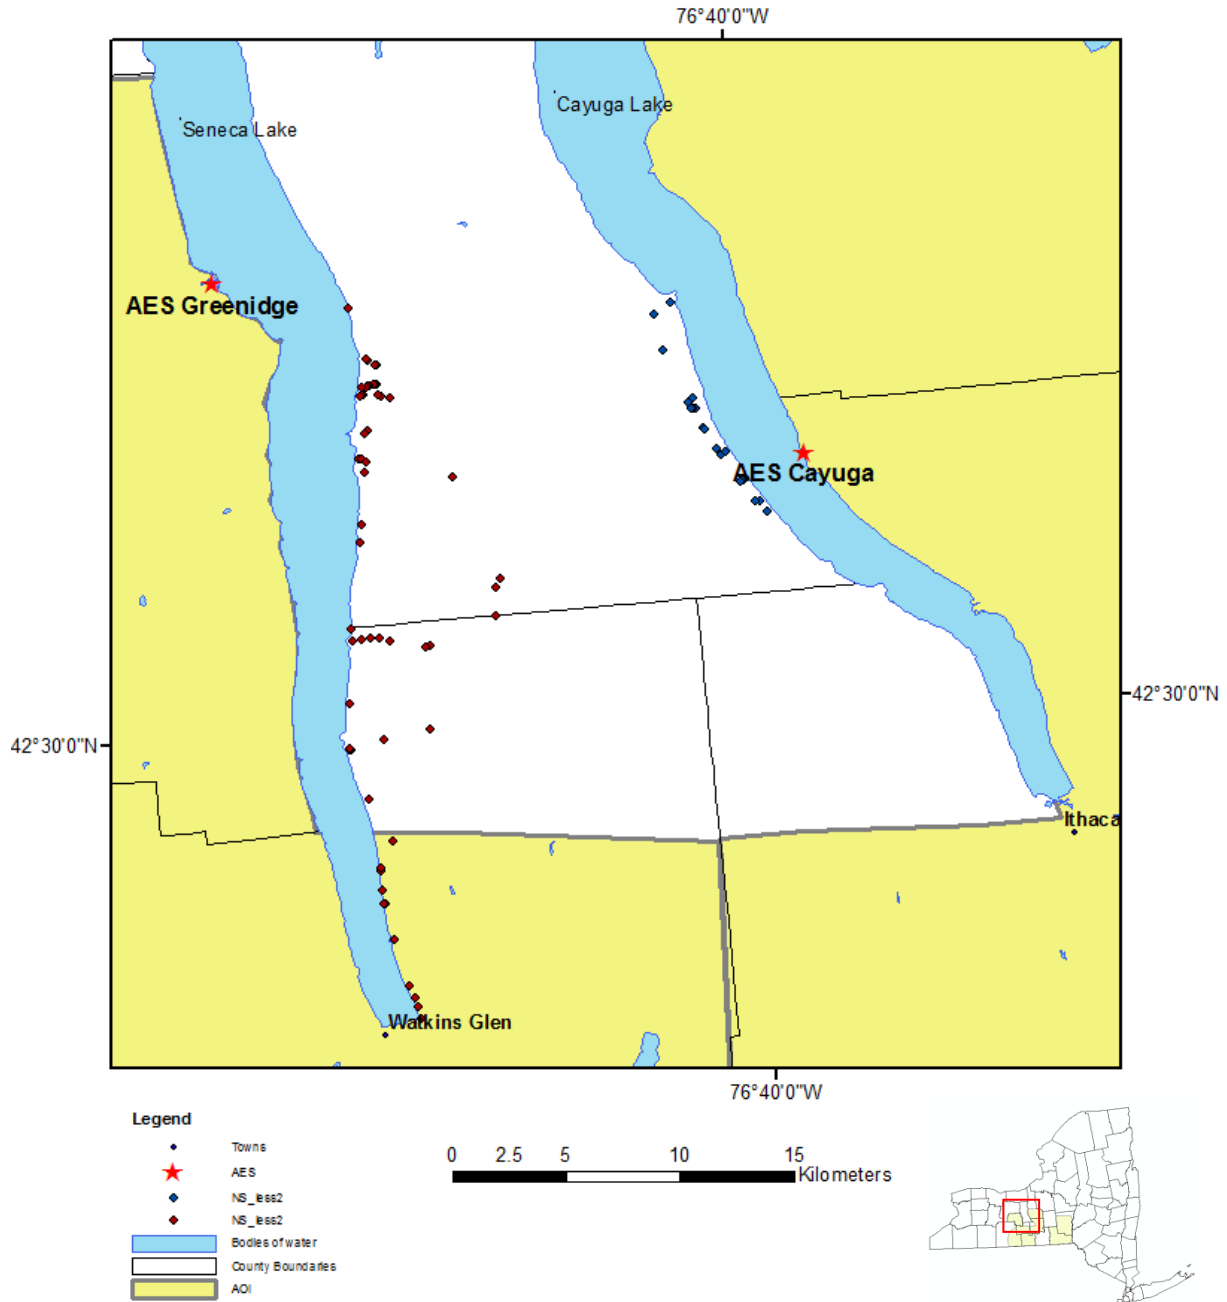 76°40'0"W
Cayuga Lake
Seneca Lake
AES Greenidge
AES Cayuga
42°30'0"N
42°30'0"N
Ithaca
Watkins Glen
76°40'0"W
Legend
Towns
AES
NS_less2
NS_less2
Bodies of water
County Boundaries
AOI
0 2.5 5 10 15
Kilometers